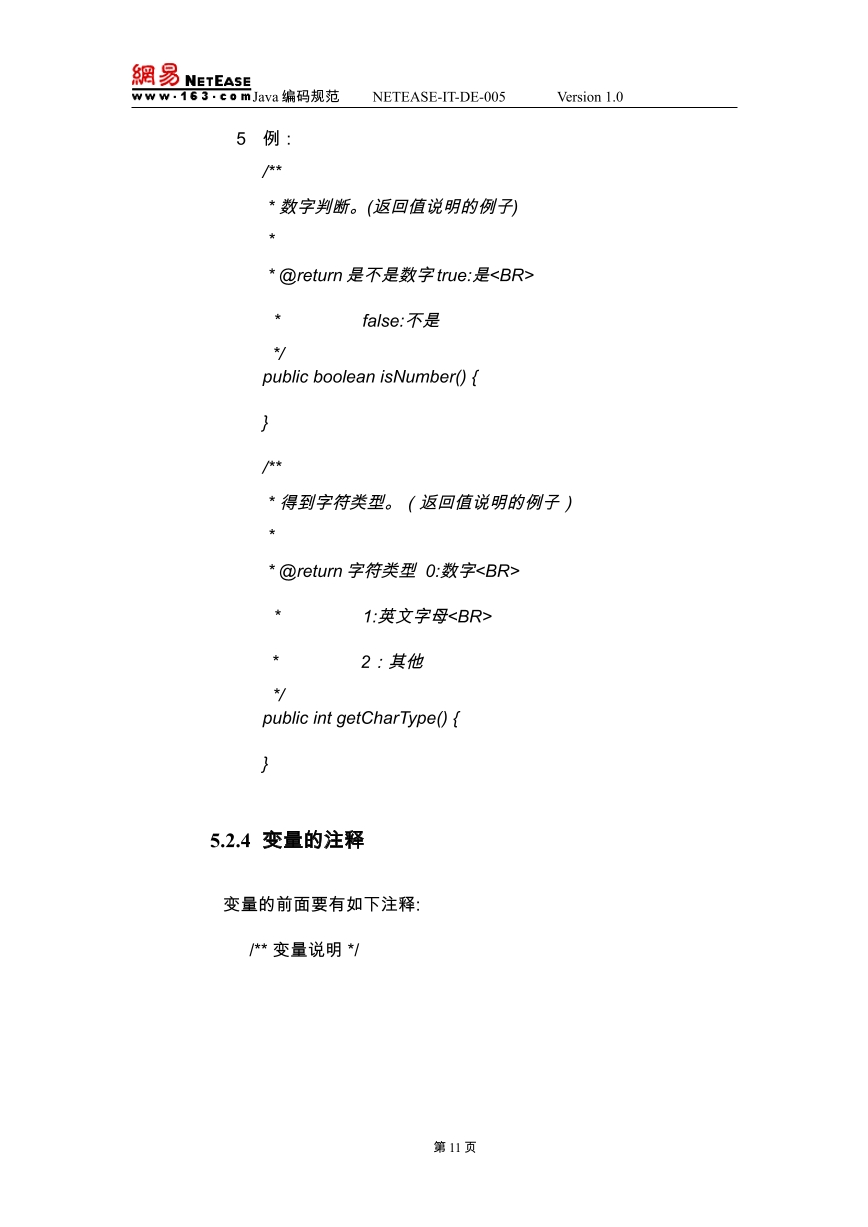 網易 NETEASE
www.163.com Java 编码规范 NETEASE-IT-DE-005 Version 1.0
5 例：
/**
* 数字判断。(返回值说明的例子)
*
* @return 是不是数字 true:是<BR>
* false:不是
*/
public boolean isNumber() {
}
/**
* 得到字符类型。（返回值说明的例子）
*
* @return 字符类型 0:数字<BR>
* 1:英文字母<BR>
* 2：其他
*/
public int getCharType() {
}
5.2.4 变量的注释
变量的前面要有如下注释:
/** 变量说明 */
第 11 页